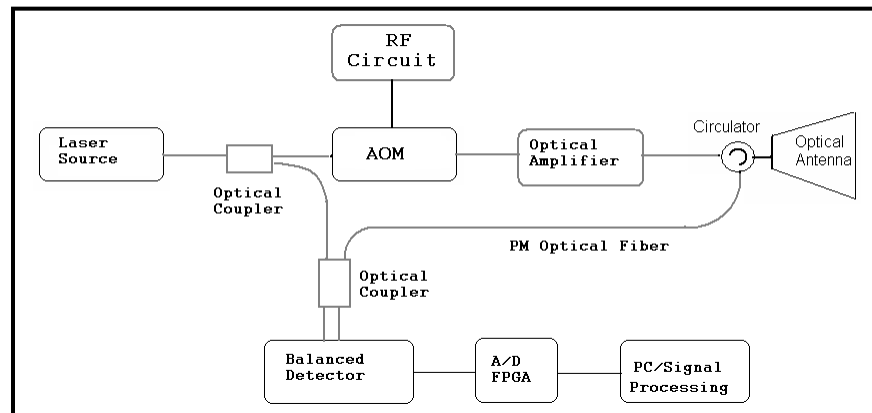 RF
Circuit
Laser
Source
AOM
Optical
Amplifier
Circulator
Optical
Antenna
Optical
Coupler
PM Optical Fiber
Optical
Coupler
Balanced
Detector
A/D
FPGA
PC/Signal
Processing